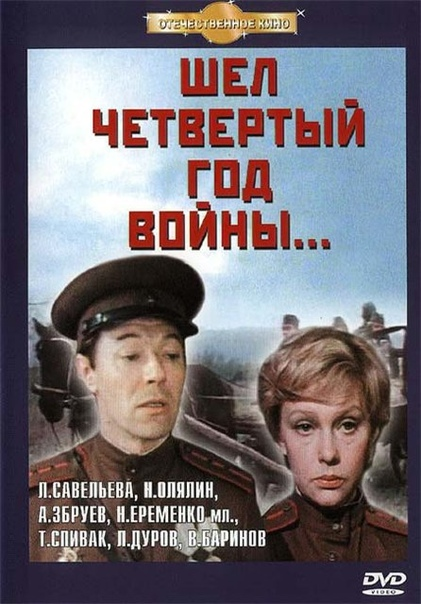 ОТЕЧЕСТВЕННОЕ КИНО
ШЕЛ
ЧЕТВЕРТЫЙ
ГОД
ВОЙНЫ...
Л.САВЕЛЬЕВА, Н.ОЛЯЛИН,
А.ЗБРУЕВ, Н.ЕРЕМЕНКО мл.,
Т.СПИВАК, Л.ДУРОВ, В.БАРИНОВ
DVD
VIDEO